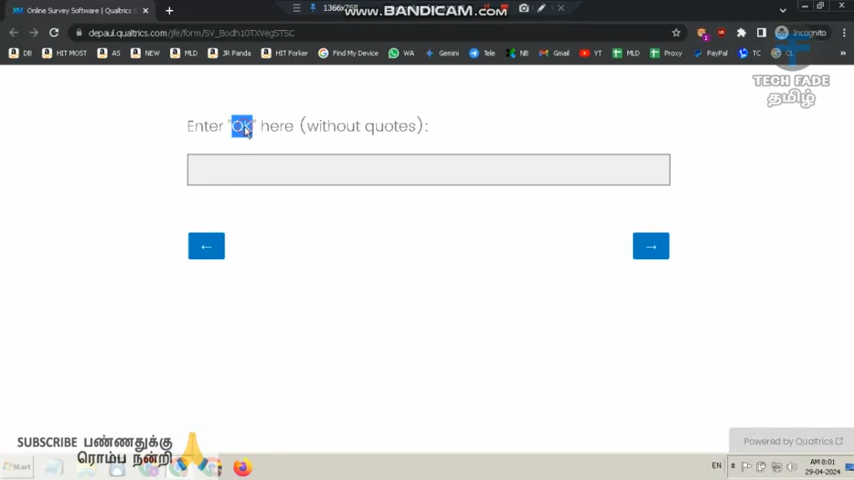 Online Survey Software | Qualtrics S
1366x768
www.BANDICAM.com
depaul.qualtrics.com/jfe/form/SV_8odh10TXVegSTSC
Incognito
DB
HIT MOST
AS
NEW
MLD
JR Panda
HIT Porker
Find My Device
WA
Gemini
Tele
NB
Gmail
YT
MLD
Proxy
PayPal
TC
CL
TECH FADE
தமிழ்
Enter "OK" here (without quotes):
←
→
SUBSCRIBE பண்ணதுக்கு
ரொம்ப நன்றி
Powered by Qualtrics
Start
EN
AM 8:01
29-04-2024